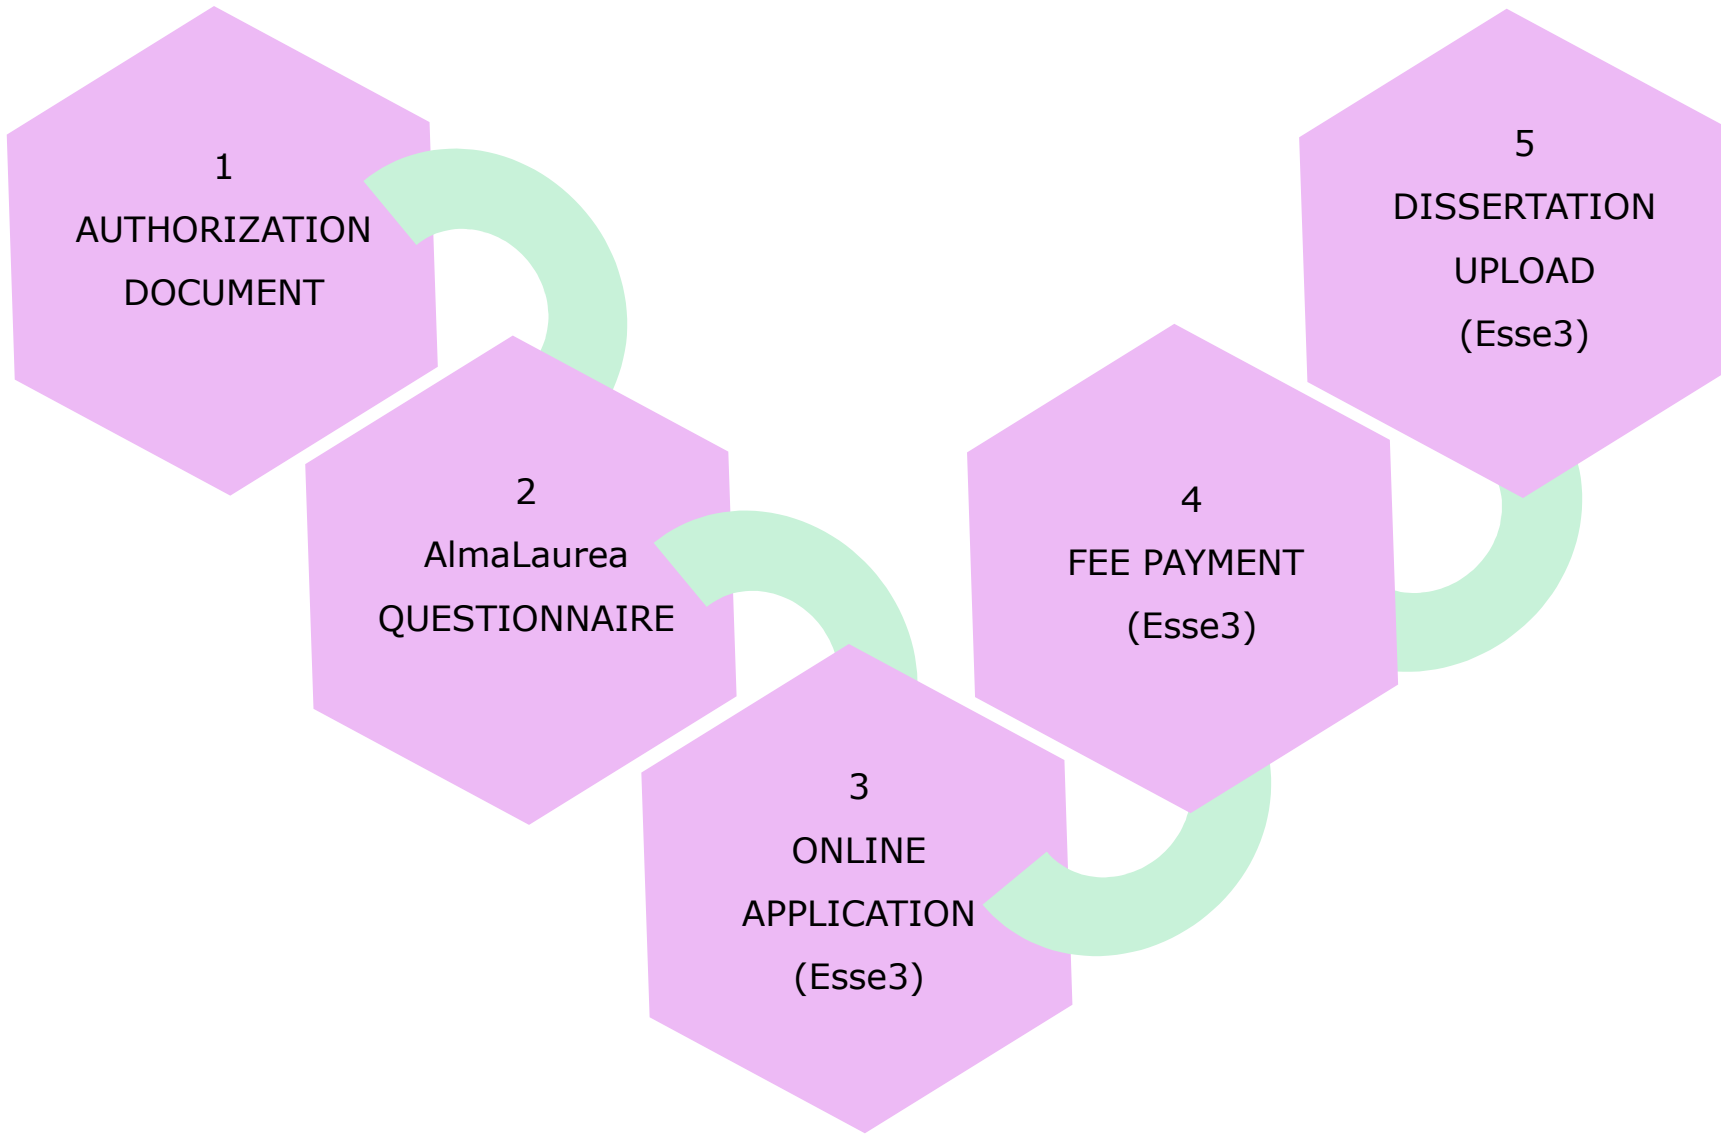 1
AUTHORIZATION
DOCUMENT
2
AlmaLaurea
QUESTIONNAIRE
3
ONLINE
APPLICATION
(Esse3)
4
FEE PAYMENT
(Esse3)
5
DISSERTATION
UPLOAD
(Esse3)